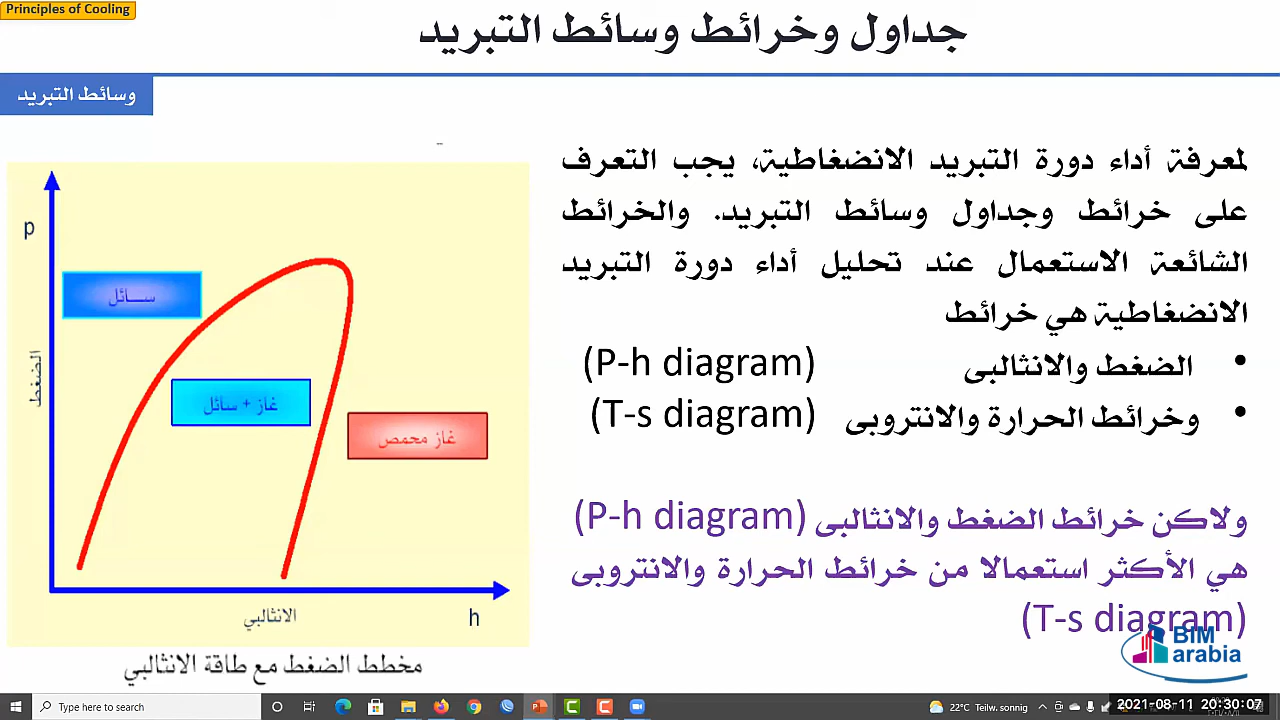 Principles of Cooling
جداول وخرائط وسائط التبريد
وسائط التبريد
لمعرفة أداء دورة التبريد الانضغاطية، يجب التعرف
على خرائط وجداول وسائط التبريد. والخرائط
الشائعة الاستعمال عند تحليل أداء دورة التبريد
الانضغاطية هي خرائط
• الضغط والانثالبى (P-h diagram)
• وخرائط الحرارة والانتروبى (T-s diagram)
ولاكن خرائط الضغط والانثالبى (P-h diagram)
هي الأكثر استعمالا من خرائط الحرارة والانتروبى
(T-s diagram)
p
الضغط
سائل
غاز + سائل
غاز محمص
الانثالبي
h
مخطط الضغط مع طاقة الانثالبي
BIM
arabia
Type here to search
22°C Teilw. sonnig
2021-08-11 20:30:07